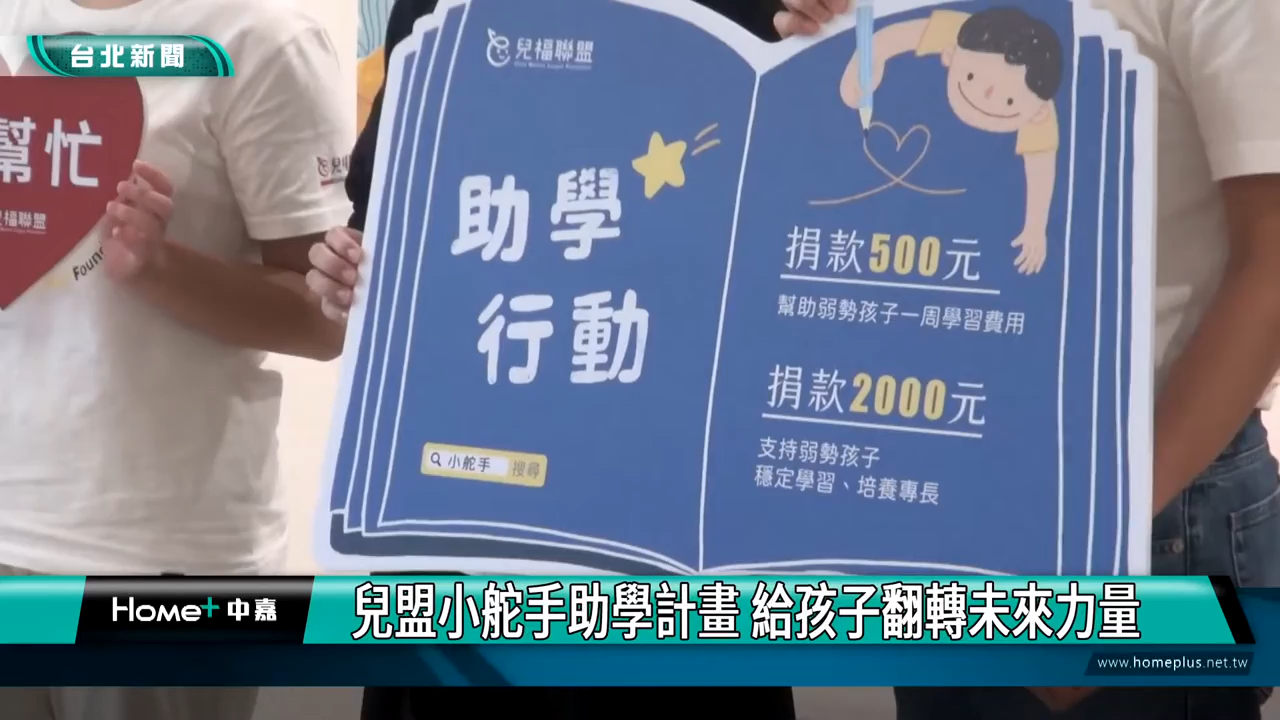 台北新聞
幫忙
兒福聯盟
Foun
兒福聯盟
助學
行動
小舵手 搜尋
捐款500元
幫助弱勢孩子一周學習費用
捐款2000元
支持弱勢孩子
穩定學習、培養專長
Home+中嘉
兒盟小舵手助學計畫 給孩子翻轉未來力量
www.homeplus.net.tw